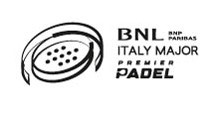 BNL BNP PARIBAS
ITALY MAJOR
PREMIER
PADEL